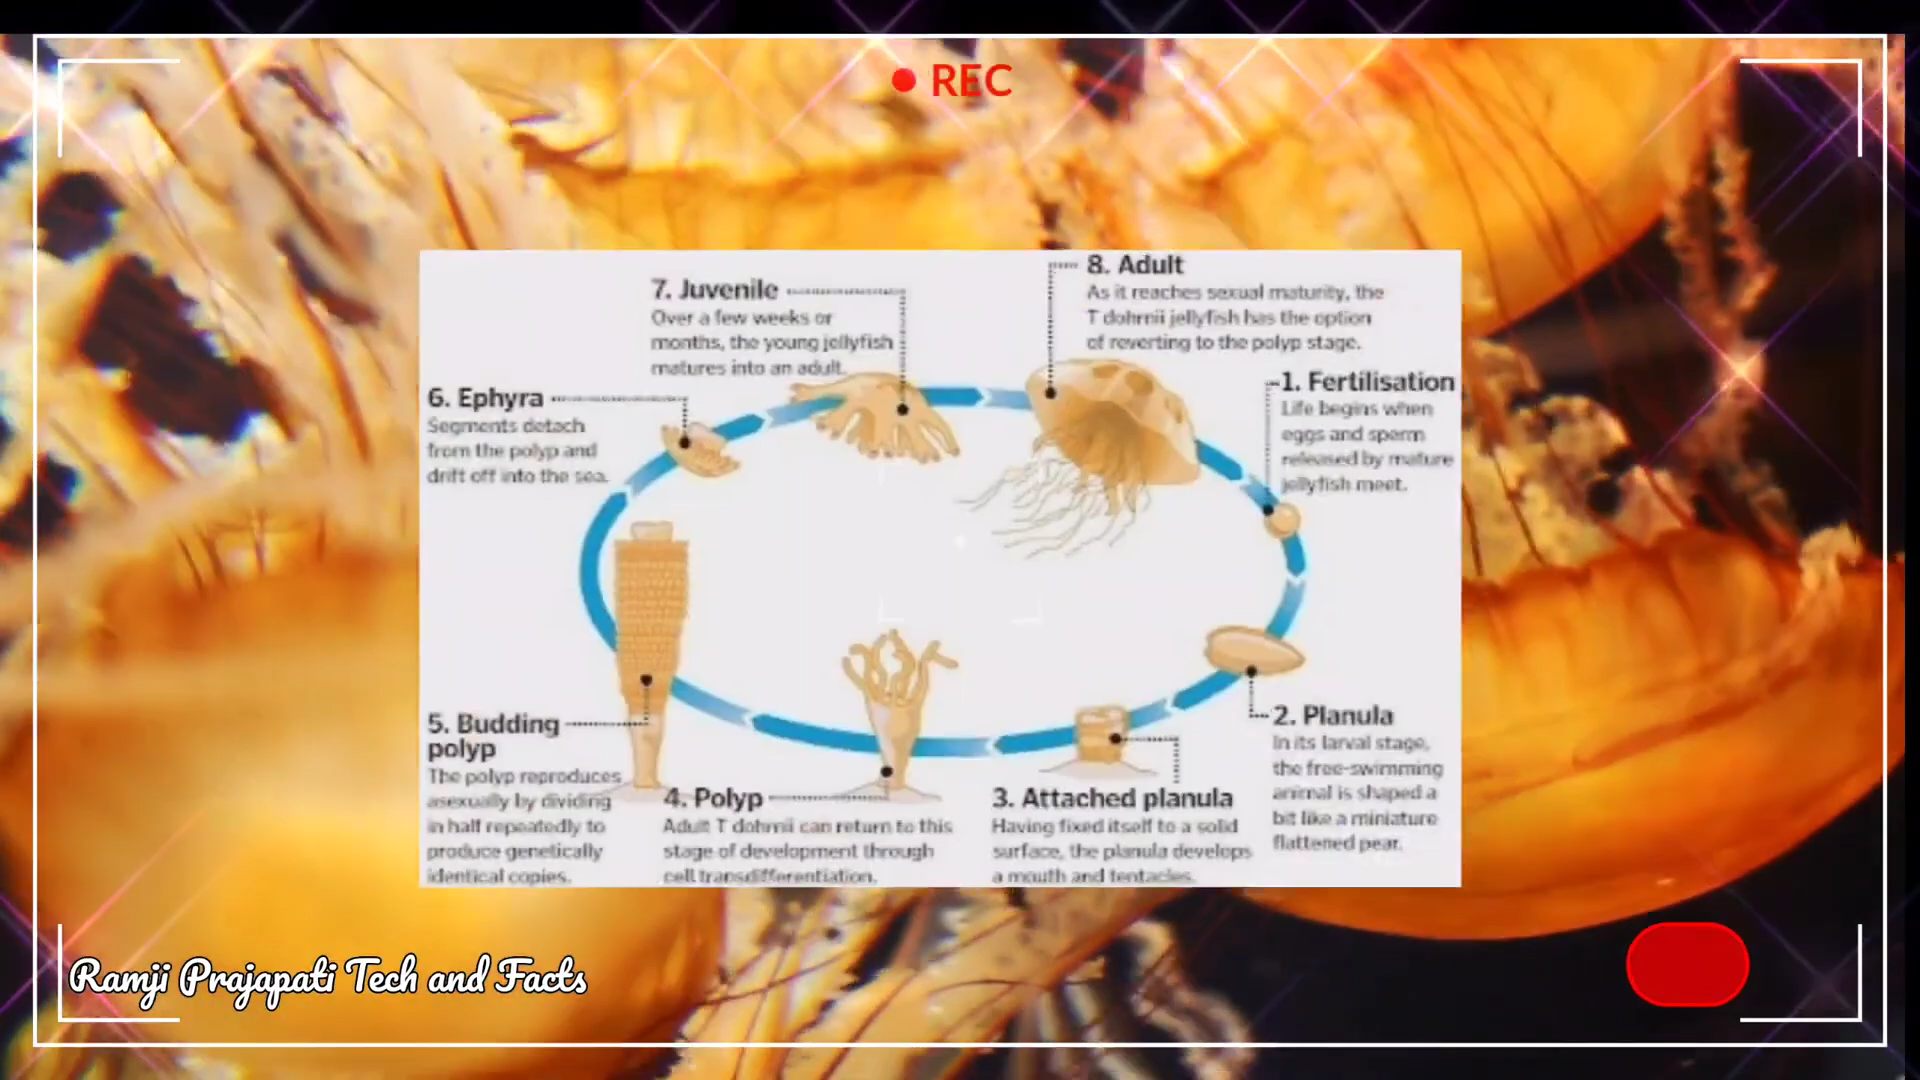 REC
8. Adult
As it reaches sexual maturity, the
T dohrnii jellyfish has the option
of reverting to the polyp stage.
7. Juvenile
Over a few weeks or
months, the young jellyfish
matures into an adult.
1. Fertilisation
Life begins when
eggs and sperm
released by mature
jellyfish meet.
6. Ephyra
Segments detach
from the polyp and
drift off into the sea.
5. Budding
polyp
The polyp reproduces
asexually by dividing
in half repeatedly to
produce genetically
identical copies.
4. Polyp
Adult T dohrnii can return to this
stage of development through
cell transdifferentiation.
3. Attached planula
Having fixed itself to a solid
surface, the planula develops
a mouth and tentacles.
2. Planula
In its larval stage,
the free-swimming
animal is shaped a
bit like a miniature
flattened pear.
Ramji Prajapati Tech and Facts